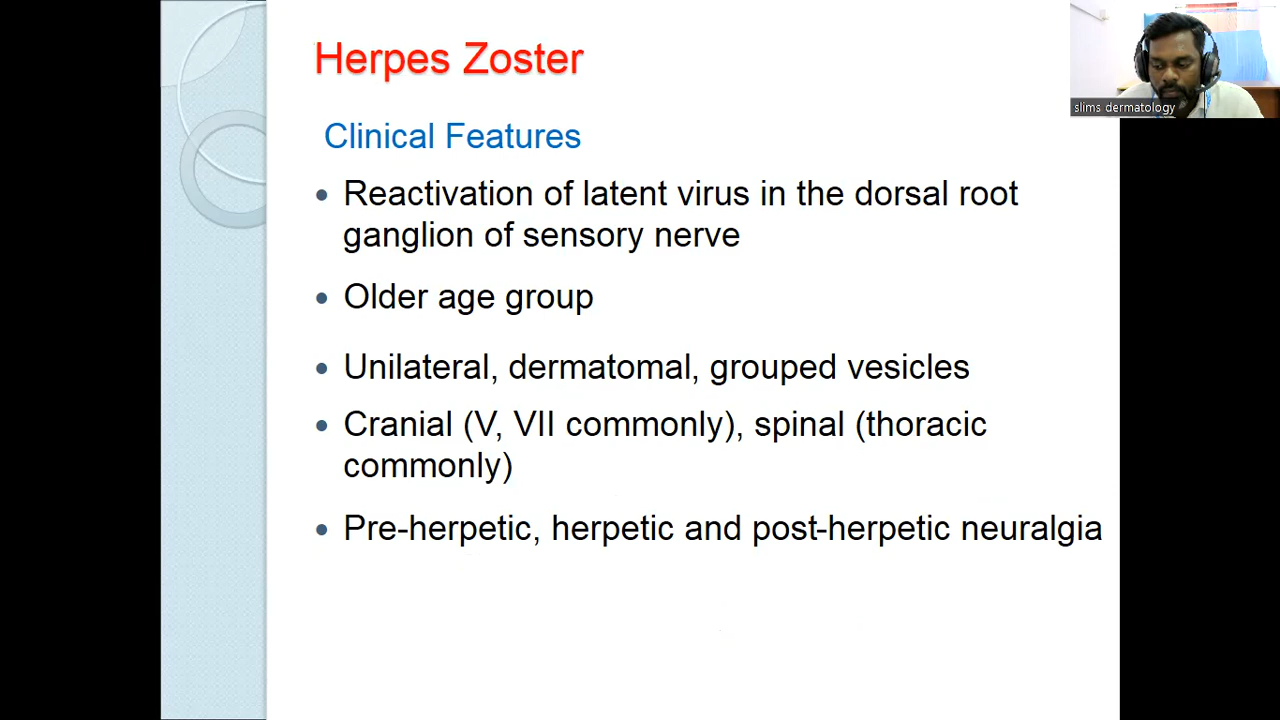 Herpes Zoster
slims dermatology
Clinical Features
• Reactivation of latent virus in the dorsal root
ganglion of sensory nerve
• Older age group
• Unilateral, dermatomal, grouped vesicles
• Cranial (V, VII commonly), spinal (thoracic
commonly)
• Pre-herpetic, herpetic and post-herpetic neuralgia